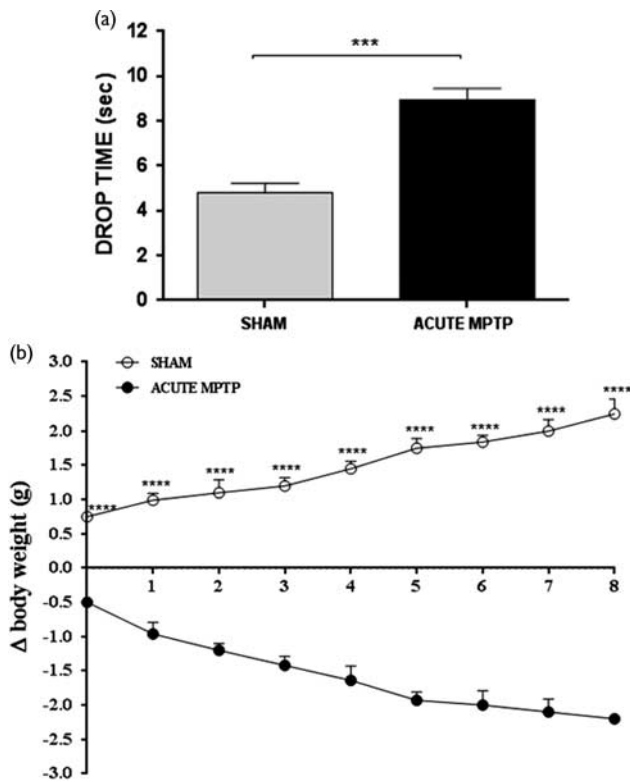 (a)
12
***
10
8
6
4
2
0
DROP TIME (sec)
SHAM ACUTE MPTP
(b)
3.0
SHAM
2.5
ACUTE MPTP
2.0
1.5
1.0
0.5
0.0
-0.5
-1.0
-1.5
-2.0
-2.5
-3.0
Δ body weight (g)
**** **** **** **** **** **** **** **** ****
1 2 3 4 5 6 7 8